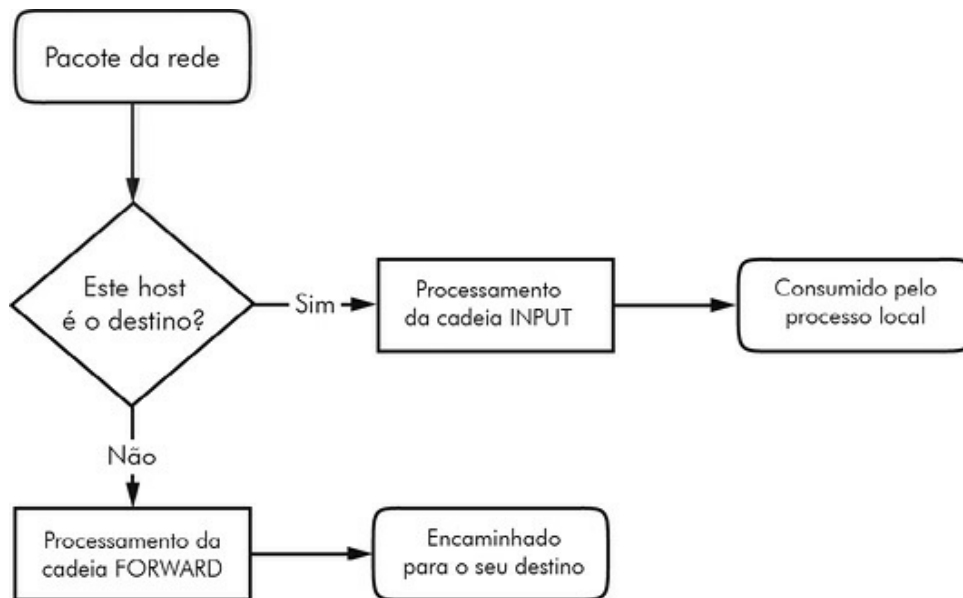 Pacote da rede
Este host
é o destino?
Sim
Processamento
da cadeia INPUT
Consumido pelo
processo local
Não
Processamento da
cadeia FORWARD
Encaminhado
para o seu destino